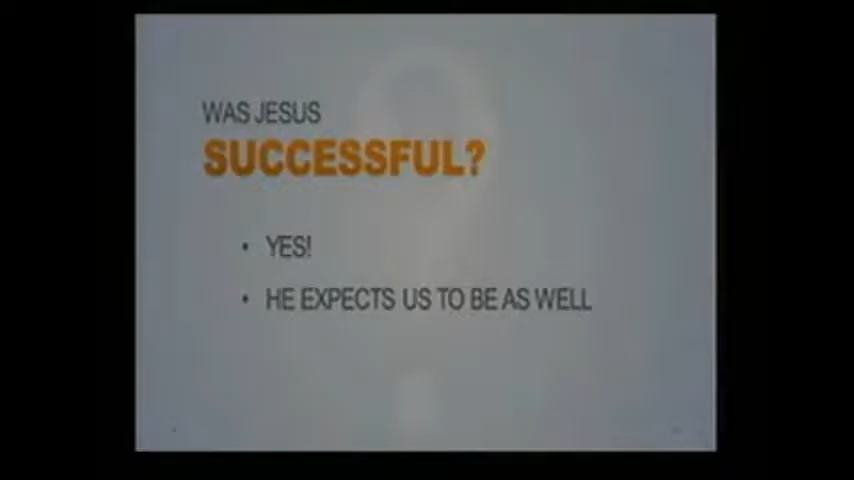 WAS JESUS
SUCCESSFUL?
• YES!
• HE EXPECTS US TO BE AS WELL